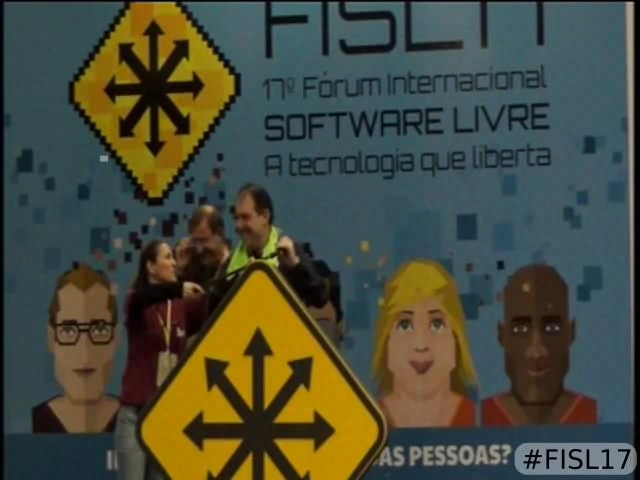 FISL17
17º Fórum Internacional
SOFTWARE LIVRE
A tecnologia que liberta
AS PESSOAS?
#FISL17